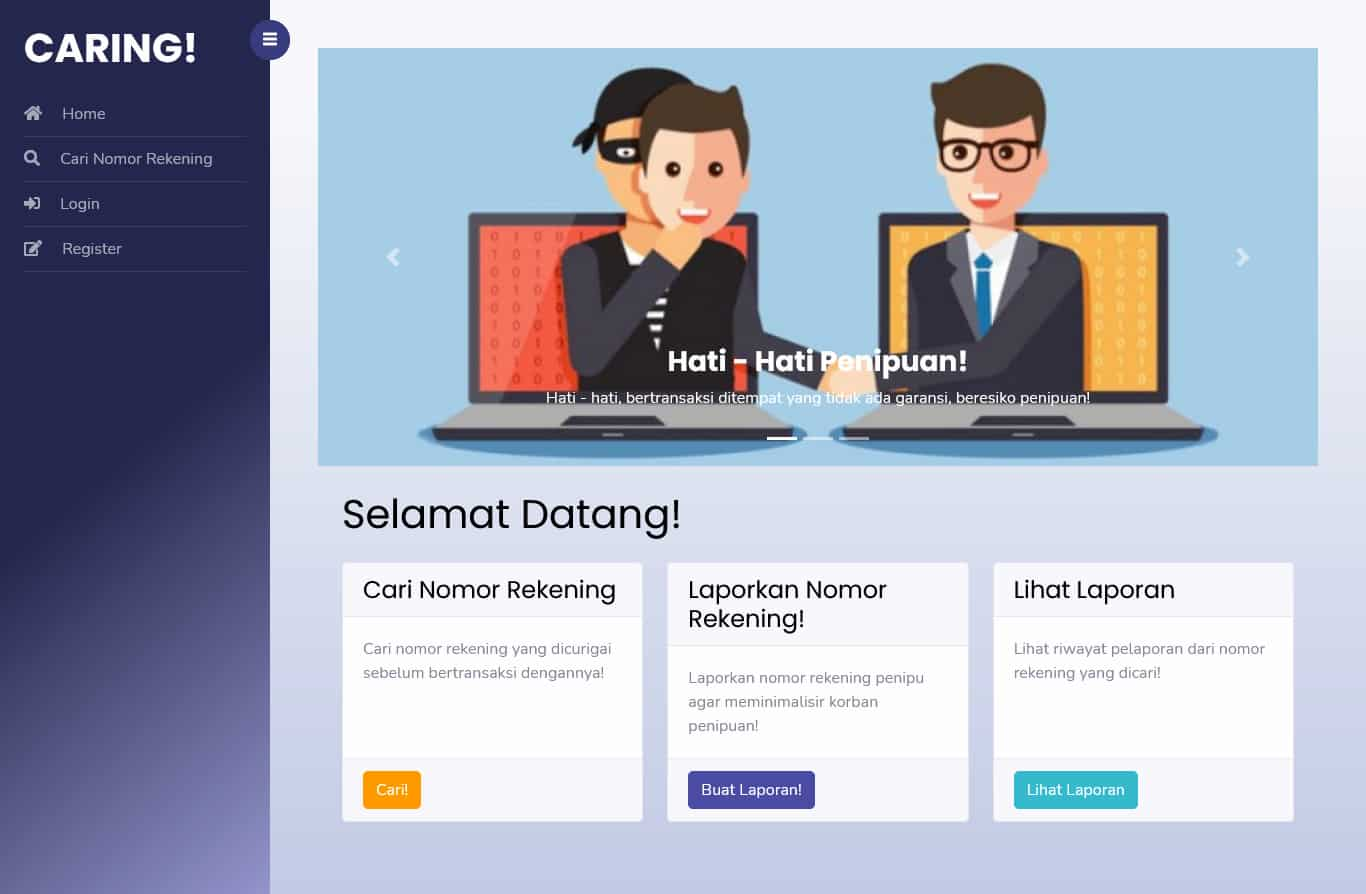 CARING!
Home
Cari Nomor Rekening
Login
Register
Hati - Hati Penipuan!
Hati - hati, bertransaksi ditempat yang tidak ada garansi, beresiko penipuan!
Selamat Datang!
Cari Nomor Rekening
Cari nomor rekening yang dicurigai
sebelum bertransaksi dengannya!
Cari!
Laporkan Nomor
Rekening!
Laporkan nomor rekening penipu
agar meminimalisir korban
penipuan!
Buat Laporan!
Lihat Laporan
Lihat riwayat pelaporan dari nomor
rekening yang dicari!
Lihat Laporan